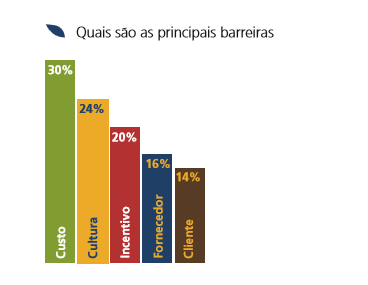 Quais são as principais barreiras
30%
24%
20%
16%
14%
Custo
Cultura
Incentivo
Fornecedor
Cliente